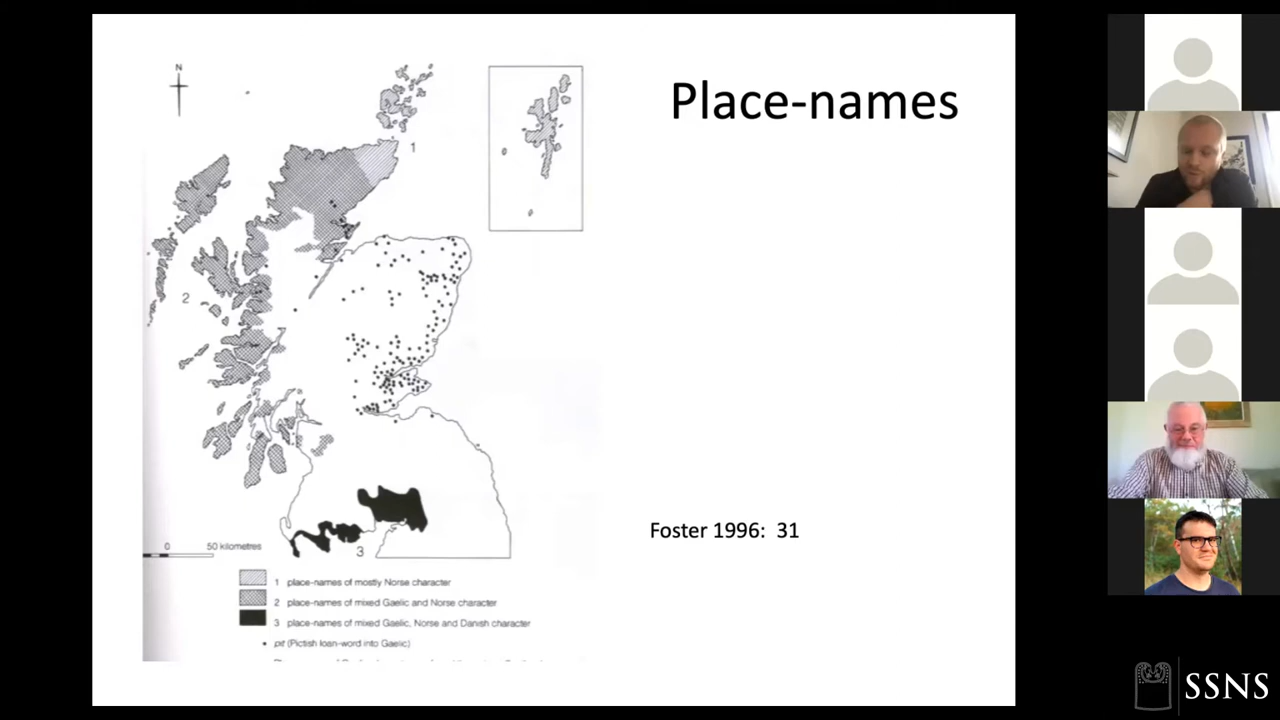 Place-names
N
1
2
3
0 50 kilometres
1 place-names of mostly Norse character
2 place-names of mixed Gaelic and Norse character
3 place-names of mixed Gaelic, Norse and Danish character
• pit (Pictish loan-word into Gaelic)
Foster 1996: 31
SSNS